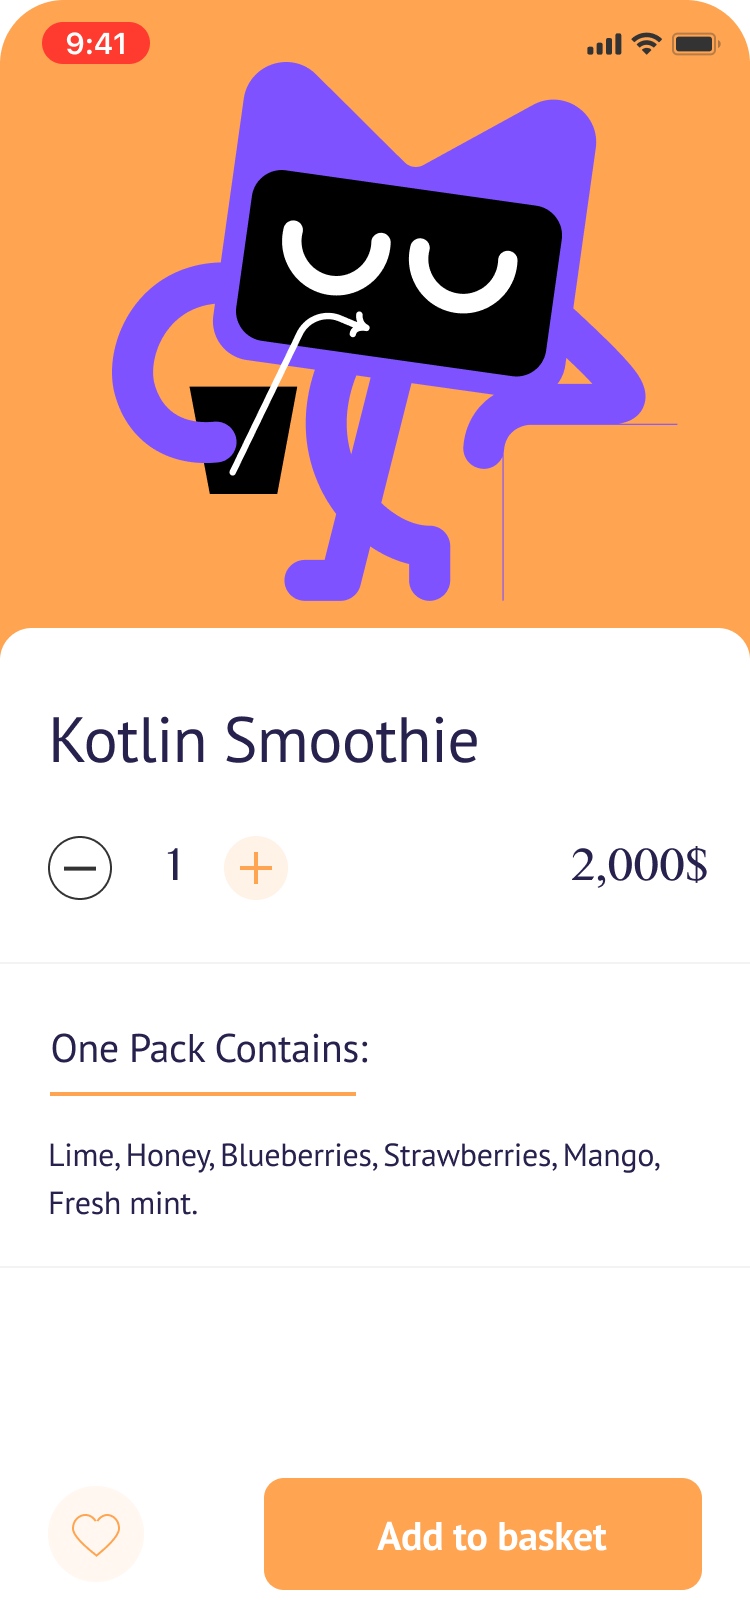 9:41
Kotlin Smoothie
1
2,000$
One Pack Contains:
Lime, Honey, Blueberries, Strawberries, Mango,
Fresh mint.
Add to basket